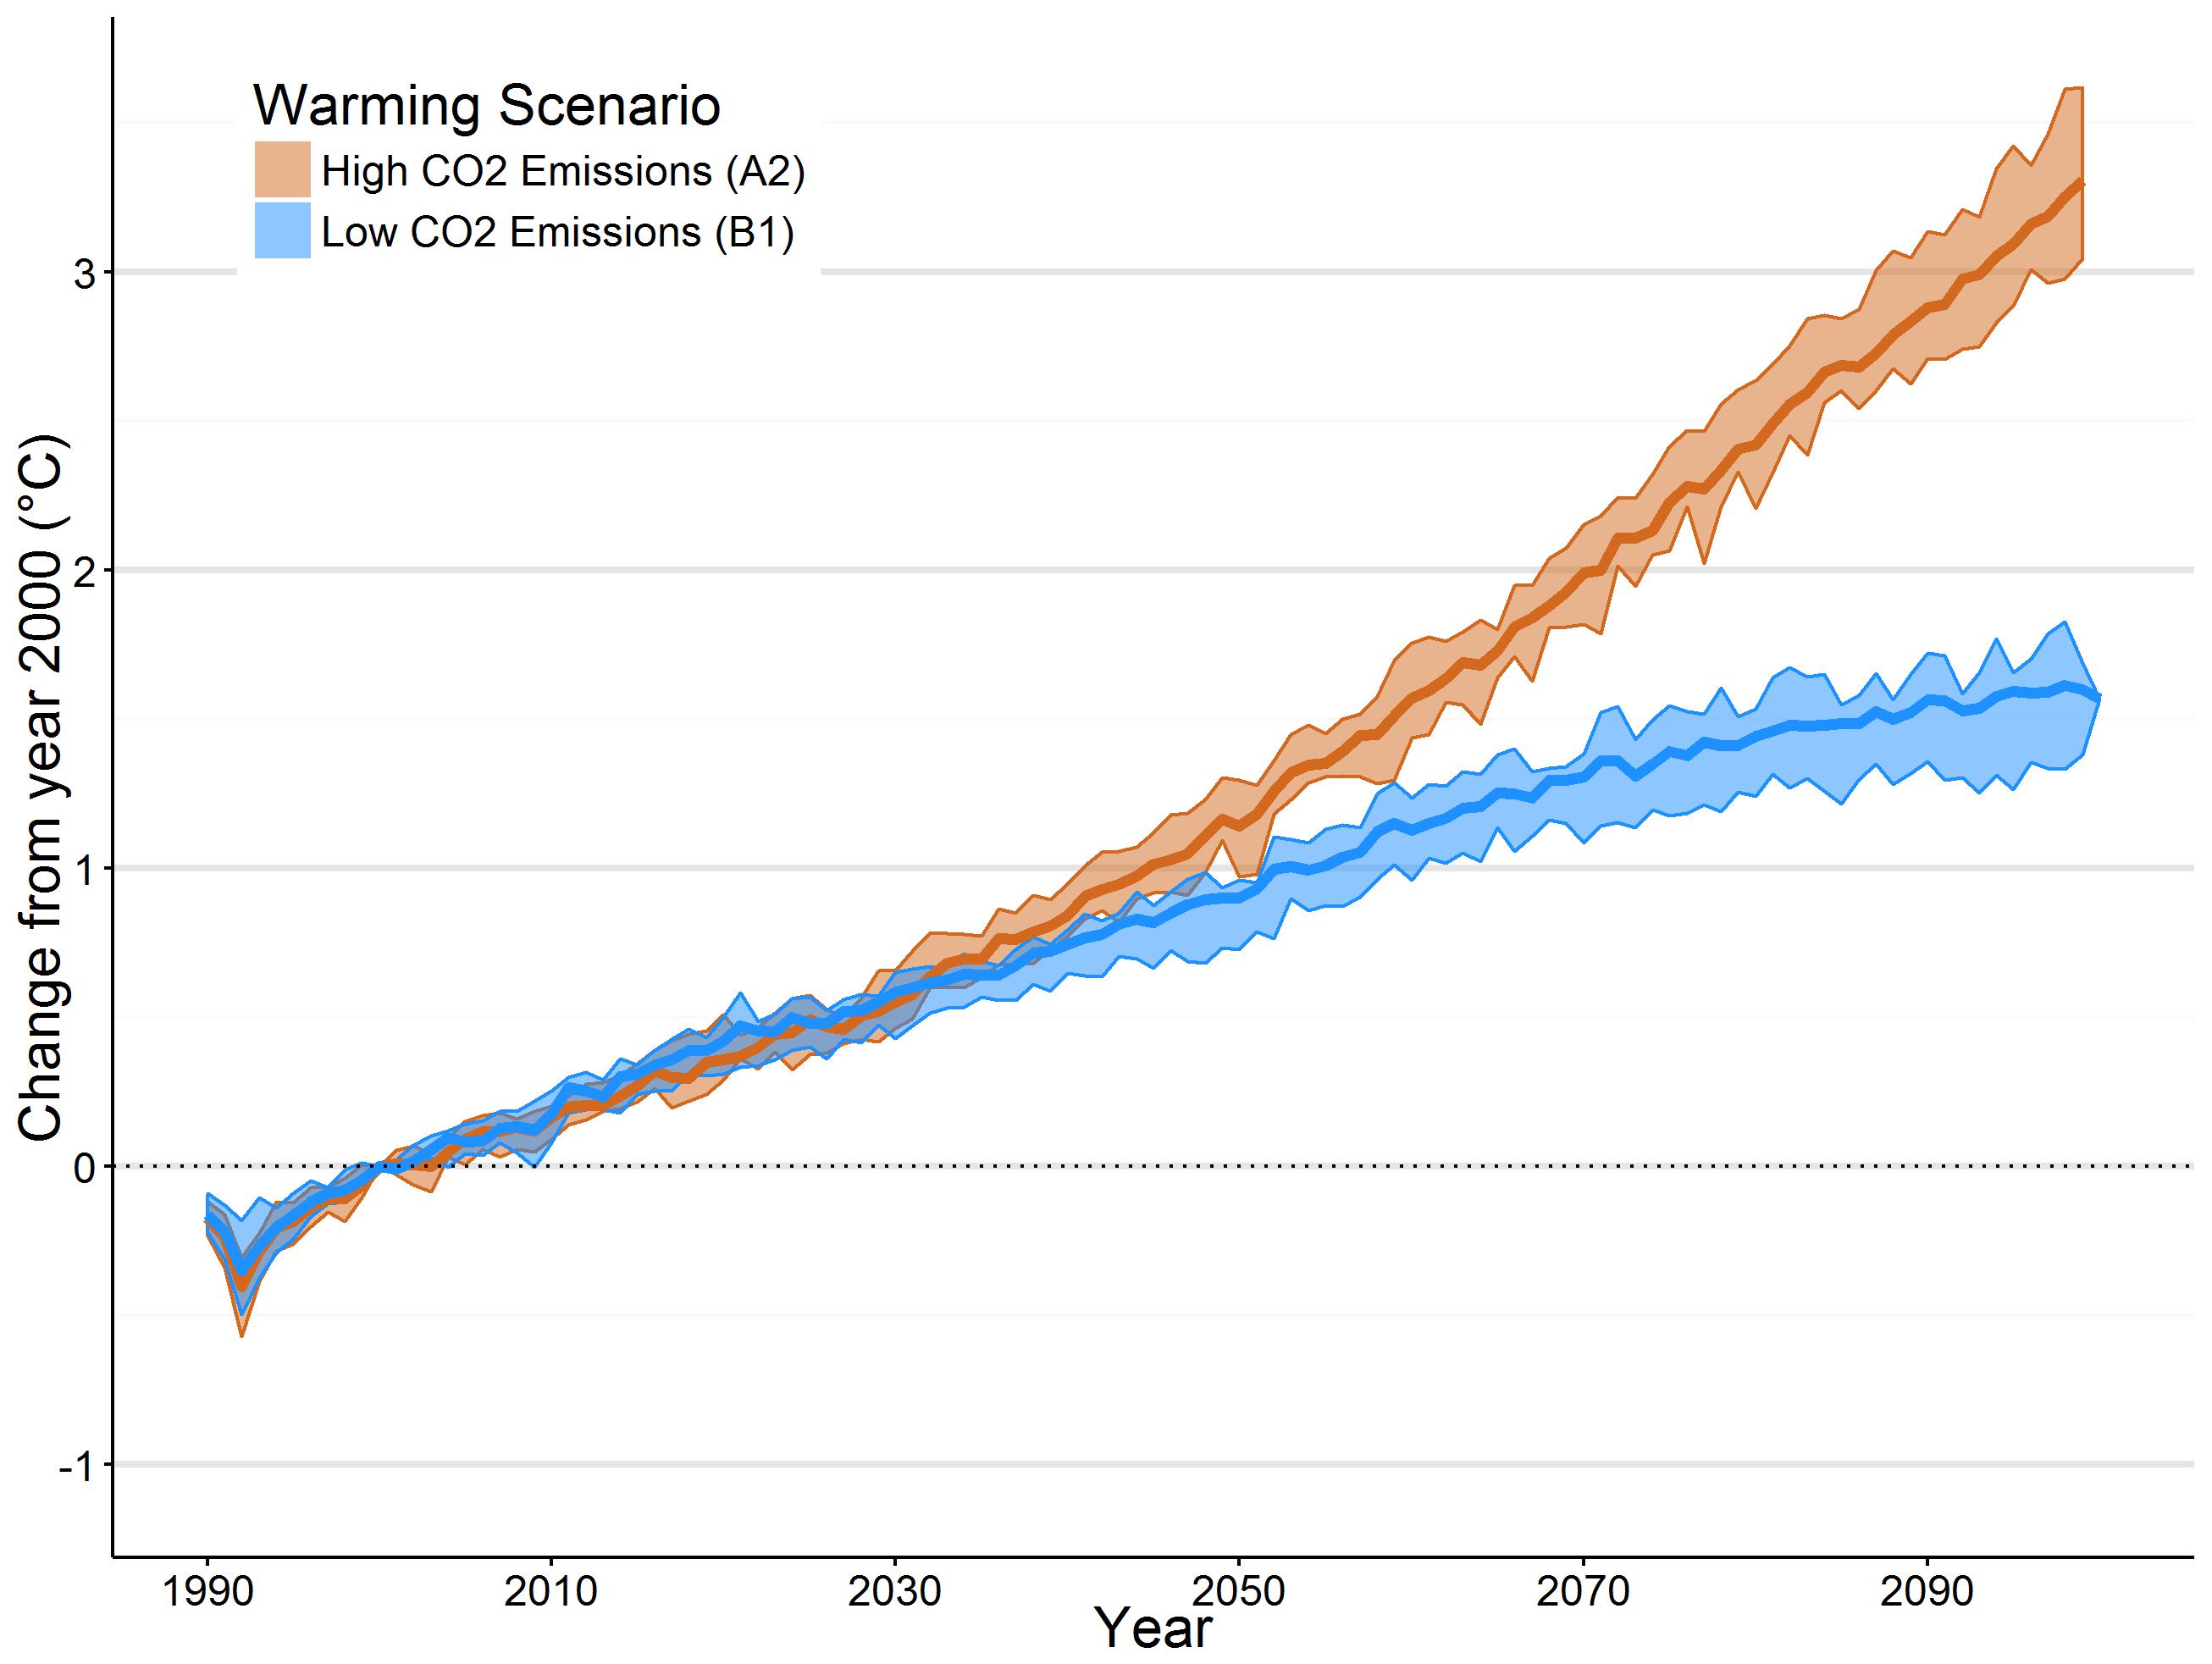 Warming Scenario
High CO2 Emissions (A2)
Low CO2 Emissions (B1)
Change from year 2000 (°C)
3
2
1
0
-1
1990 2010 2030 2050 2070 2090
Year